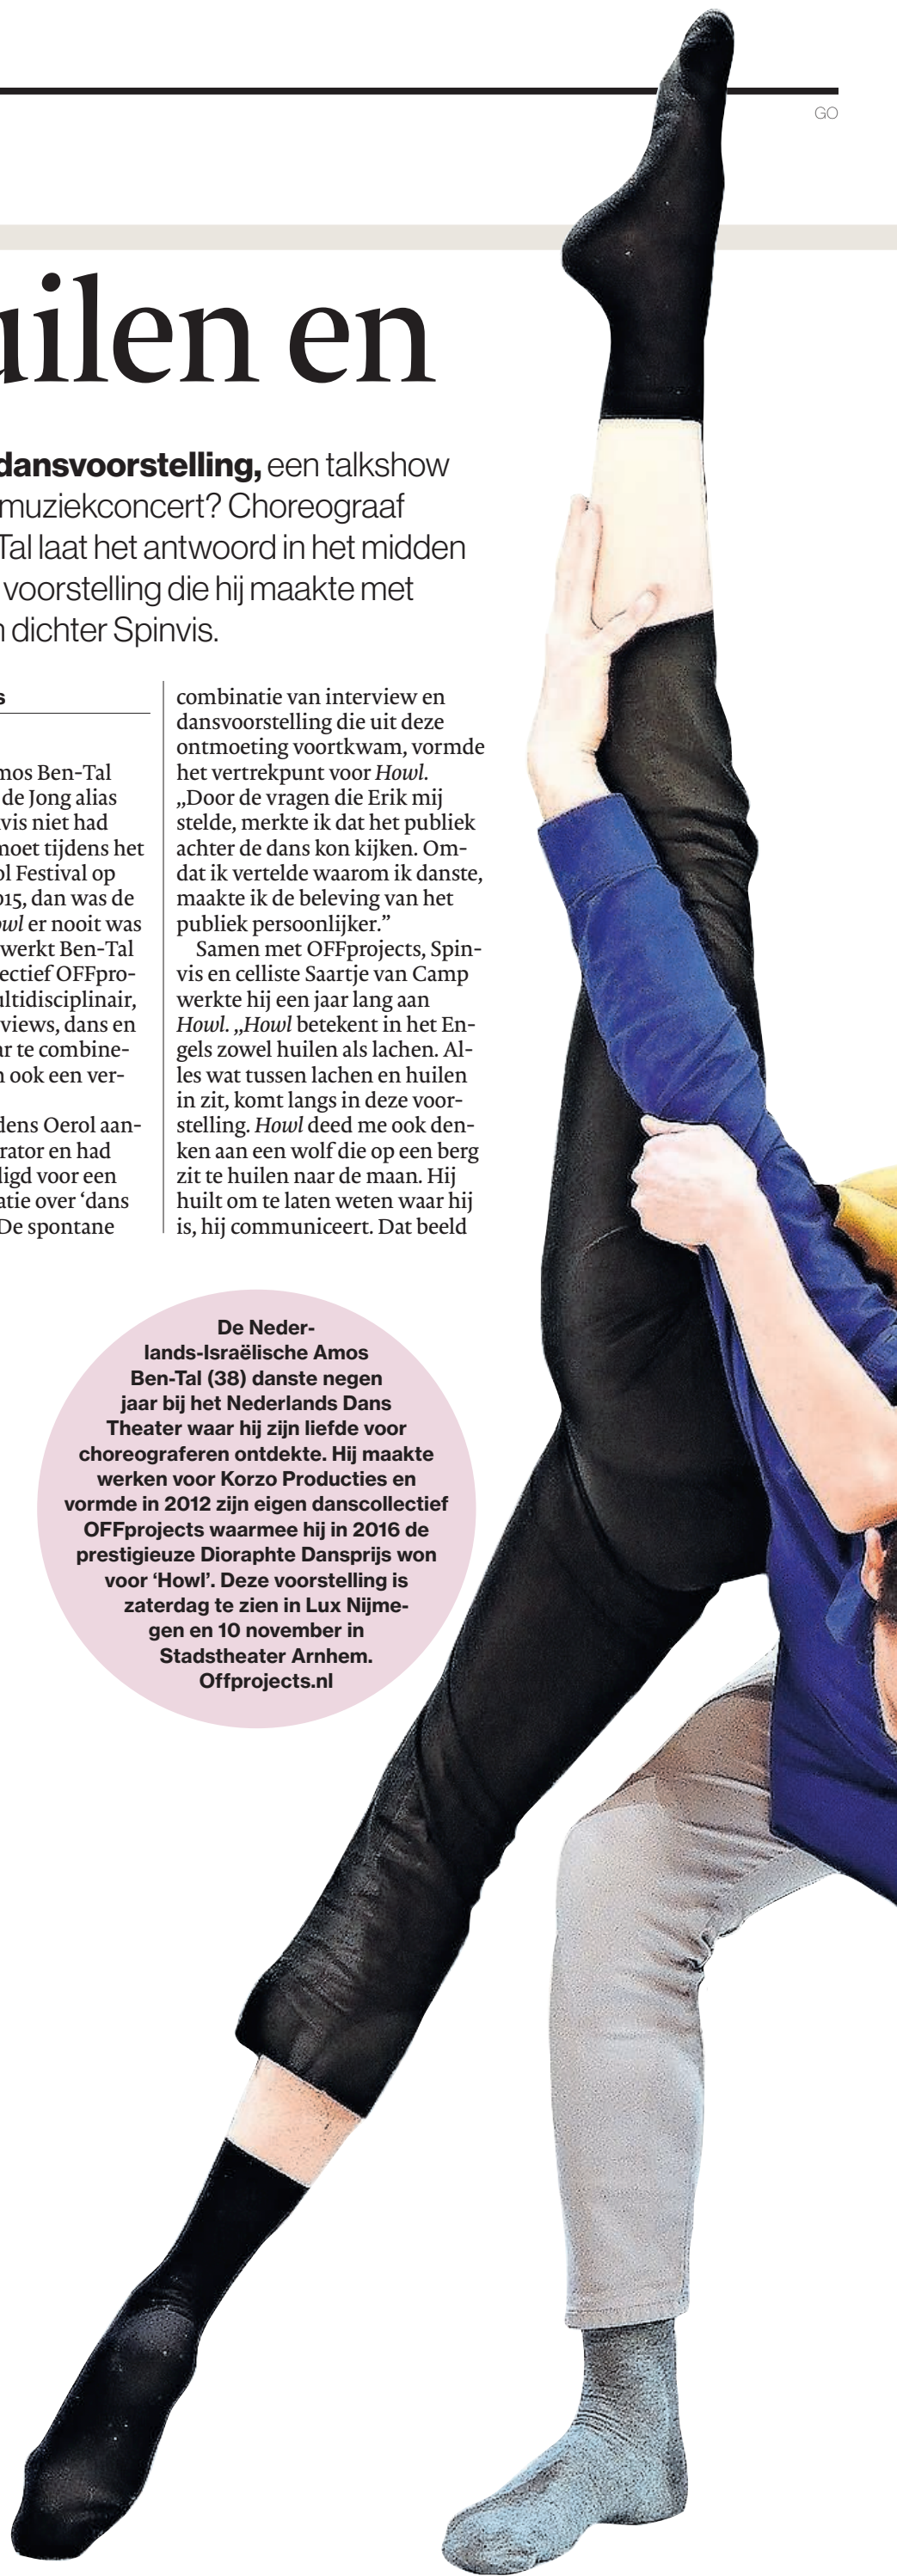 GO
uilen en
dansvoorstelling, een talkshow
muziekconcert? Choreograaf
Tal laat het antwoord in het midden
voorstelling die hij maakte met
n dichter Spinvis.
s
mos Ben-Tal
de Jong alias
vis niet had
moet tijdens het
ol Festival op
015, dan was de
owl er nooit was
werkt Ben-Tal
ectief OFFpro-
ultidisciplinair,
views, dans en
ar te combine-
n ook een ver-
dens Oerol aan-
rator en had
ligd voor een
atie over ‘dans
De spontane
combinatie van interview en
dansvoorstelling die uit deze
ontmoeting voortkwam, vormde
het vertrekpunt voor Howl.
„Door de vragen die Erik mij
stelde, merkte ik dat het publiek
achter de dans kon kijken. Om-
dat ik vertelde waarom ik danste,
maakte ik de beleving van het
publiek persoonlijker.”
Samen met OFFprojects, Spin-
vis en celliste Saartje van Camp
werkte hij een jaar lang aan
Howl. „Howl betekent in het En-
gels zowel huilen als lachen. Al-
les wat tussen lachen en huilen
in zit, komt langs in deze voor-
stelling. Howl deed me ook den-
ken aan een wolf die op een berg
zit te huilen naar de maan. Hij
huilt om te laten weten waar hij
is, hij communiceert. Dat beeld
De Neder-
lands-Israëlische Amos
Ben-Tal (38) danste negen
jaar bij het Nederlands Dans
Theater waar hij zijn liefde voor
choreograferen ontdekte. Hij maakte
werken voor Korzo Producties en
vormde in 2012 zijn eigen danscollectief
OFFprojects waarmee hij in 2016 de
prestigieuze Dioraphte Dansprijs won
voor ‘Howl’. Deze voorstelling is
zaterdag te zien in Lux Nijme-
gen en 10 november in
Stadstheater Arnhem.
Offprojects.nl